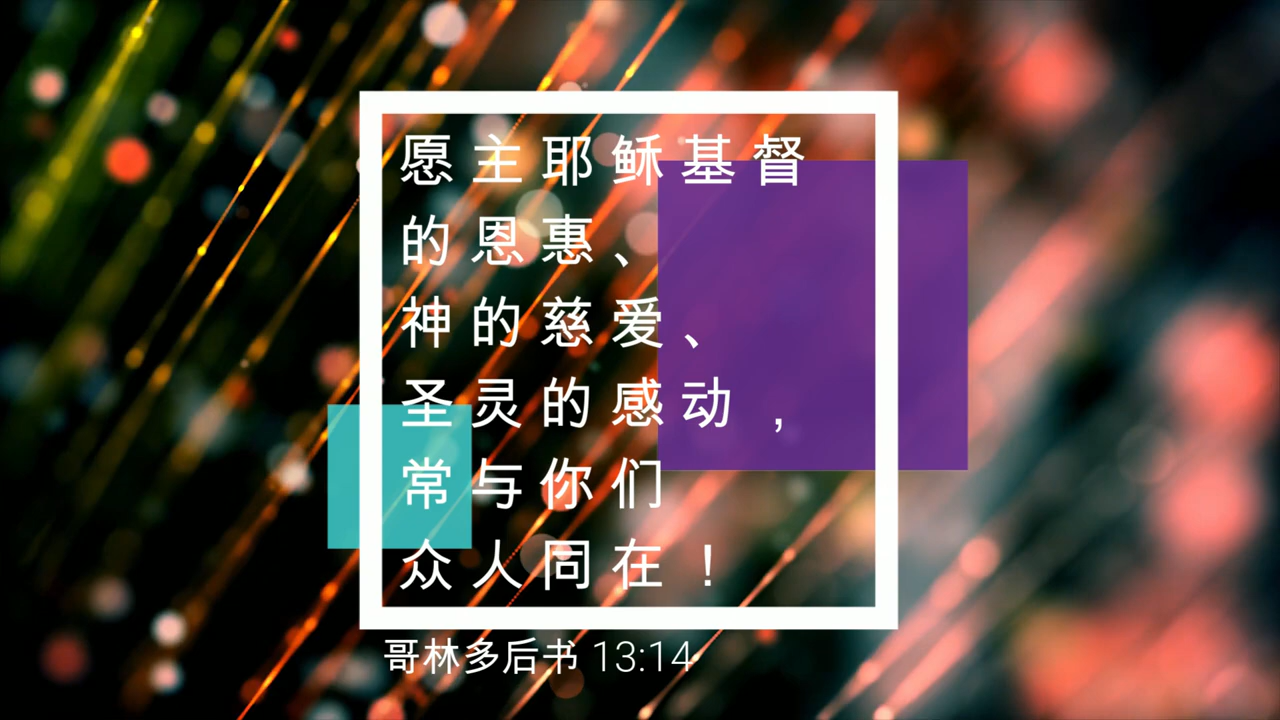 愿主耶稣基督
的恩惠、
神的慈爱、
圣灵的感动，
常与你们
众人同在！
哥林多后书 13:14